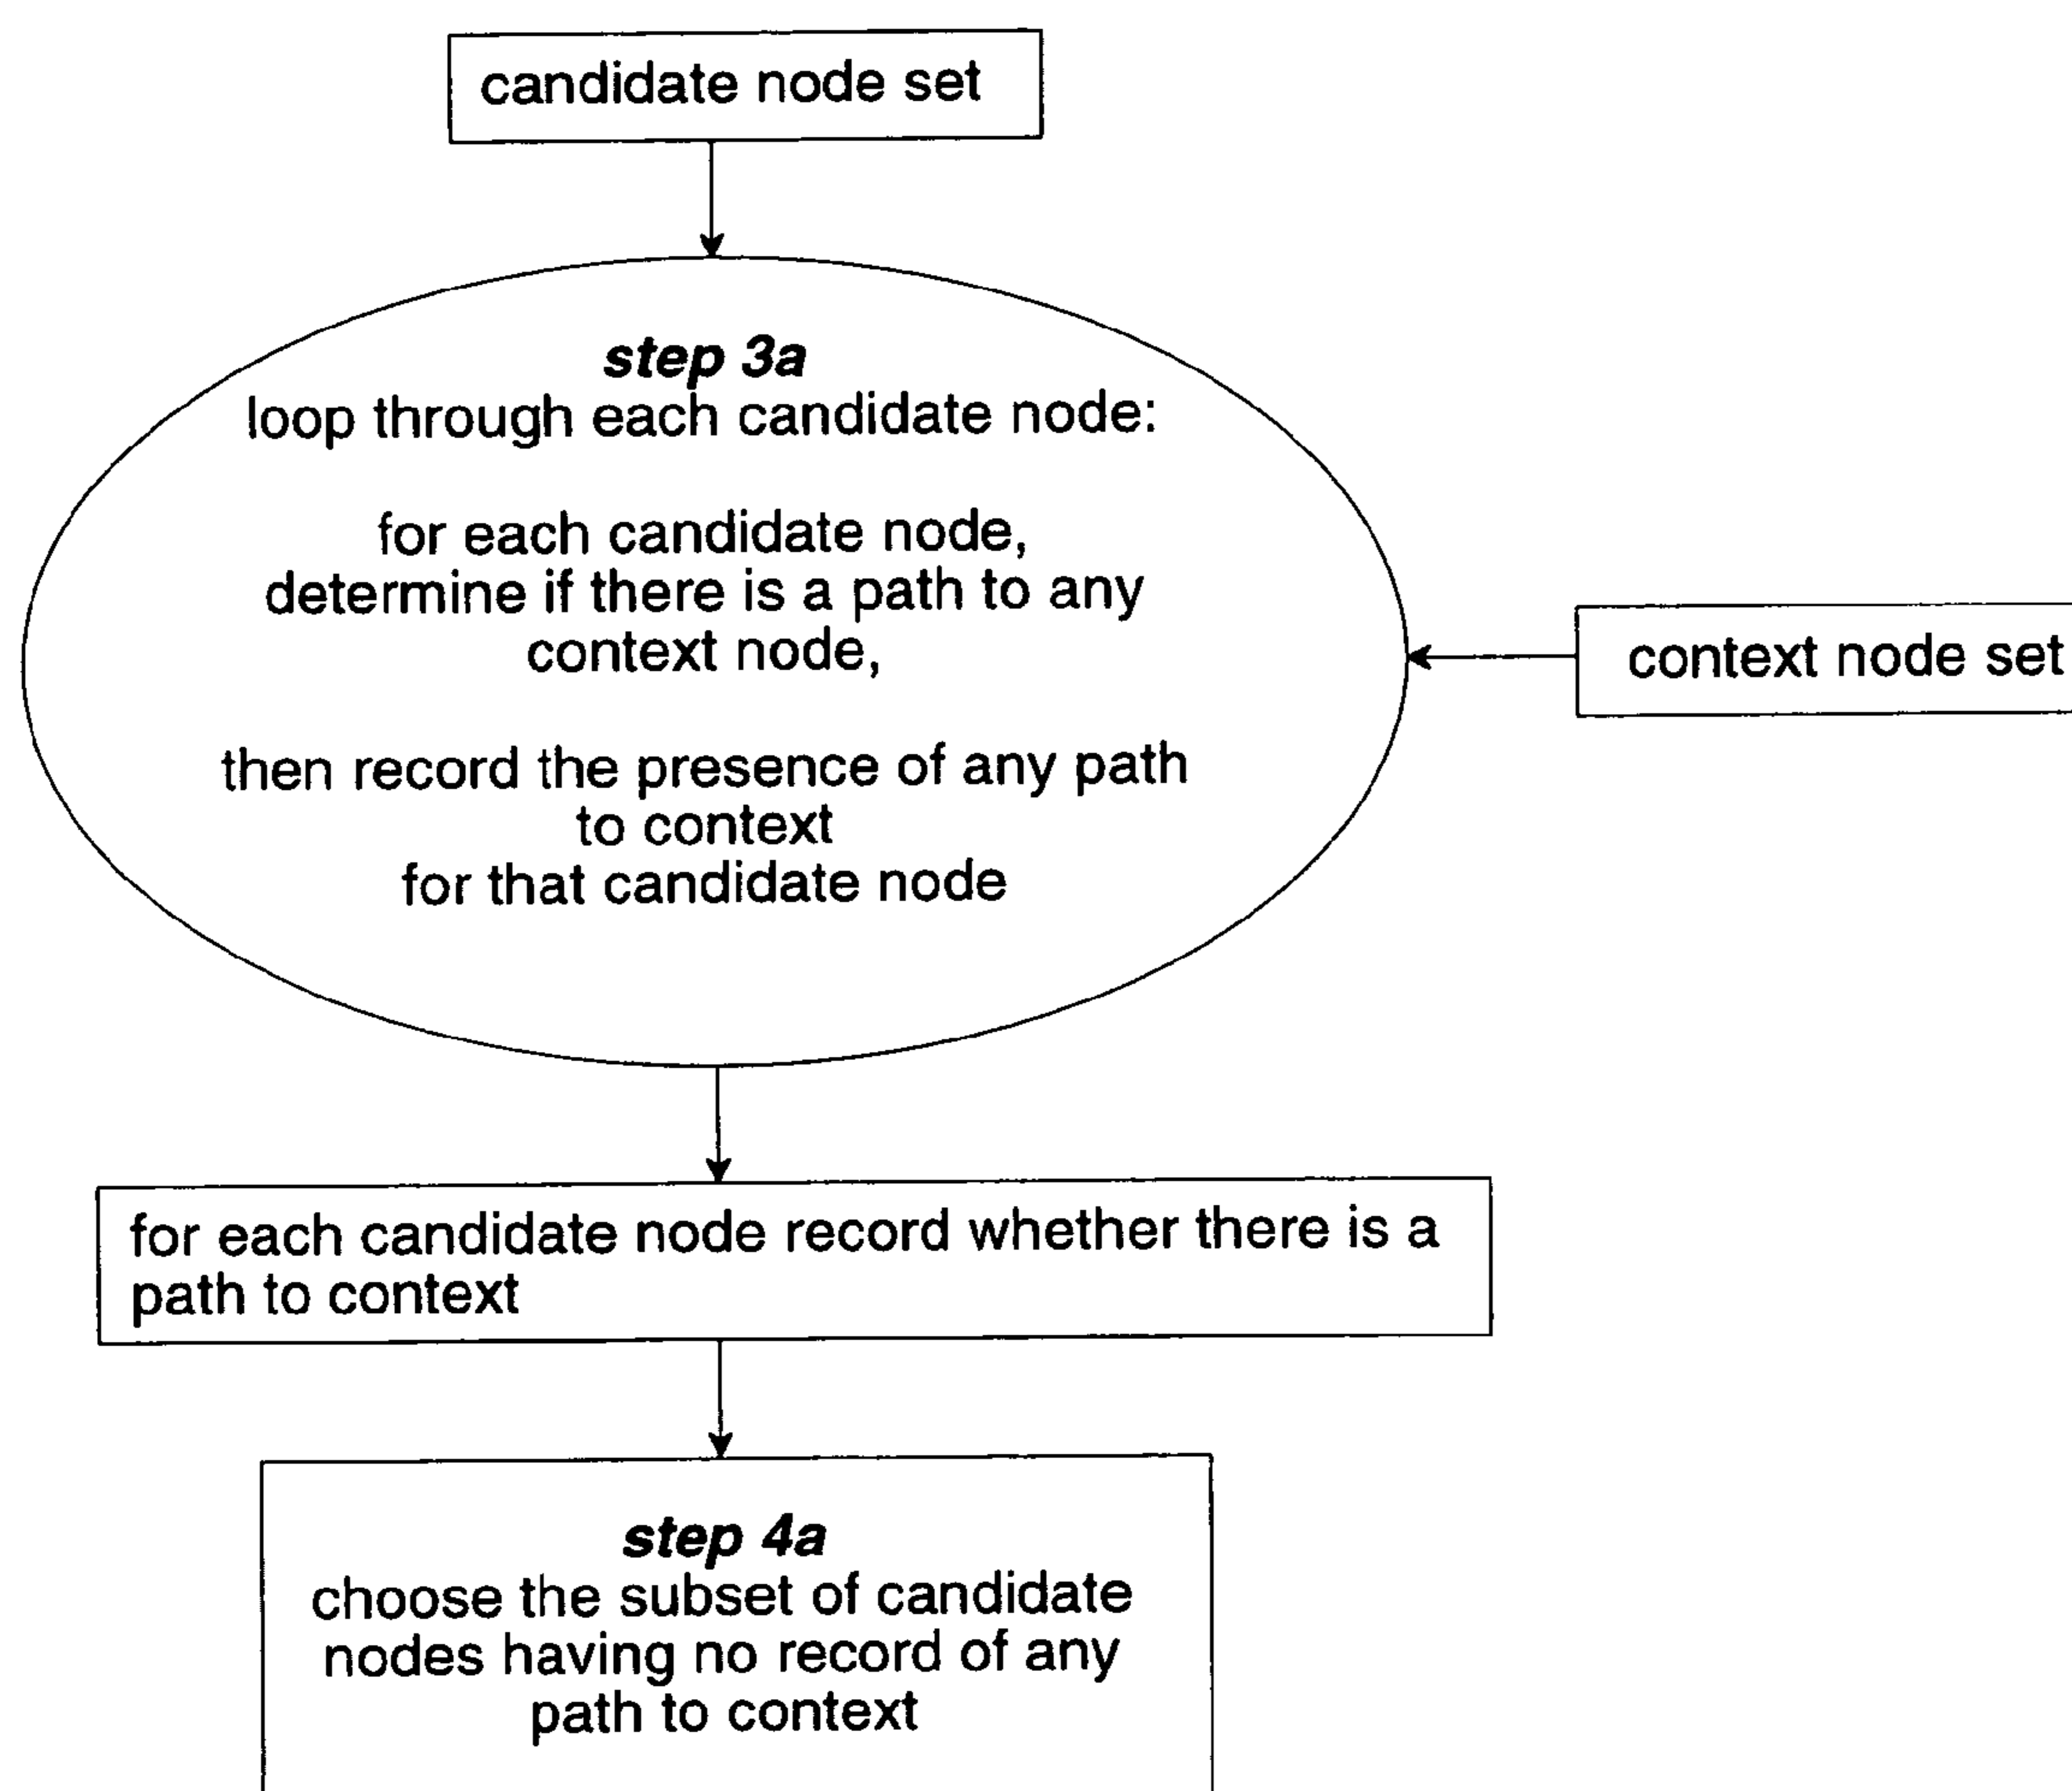 candidate node set
step 3a
loop through each candidate node:
for each candidate node,
determine if there is a path to any
context node,
then record the presence of any path
to context
for that candidate node
context node set
for each candidate node record whether there is a
path to context
step 4a
choose the subset of candidate
nodes having no record of any
path to context